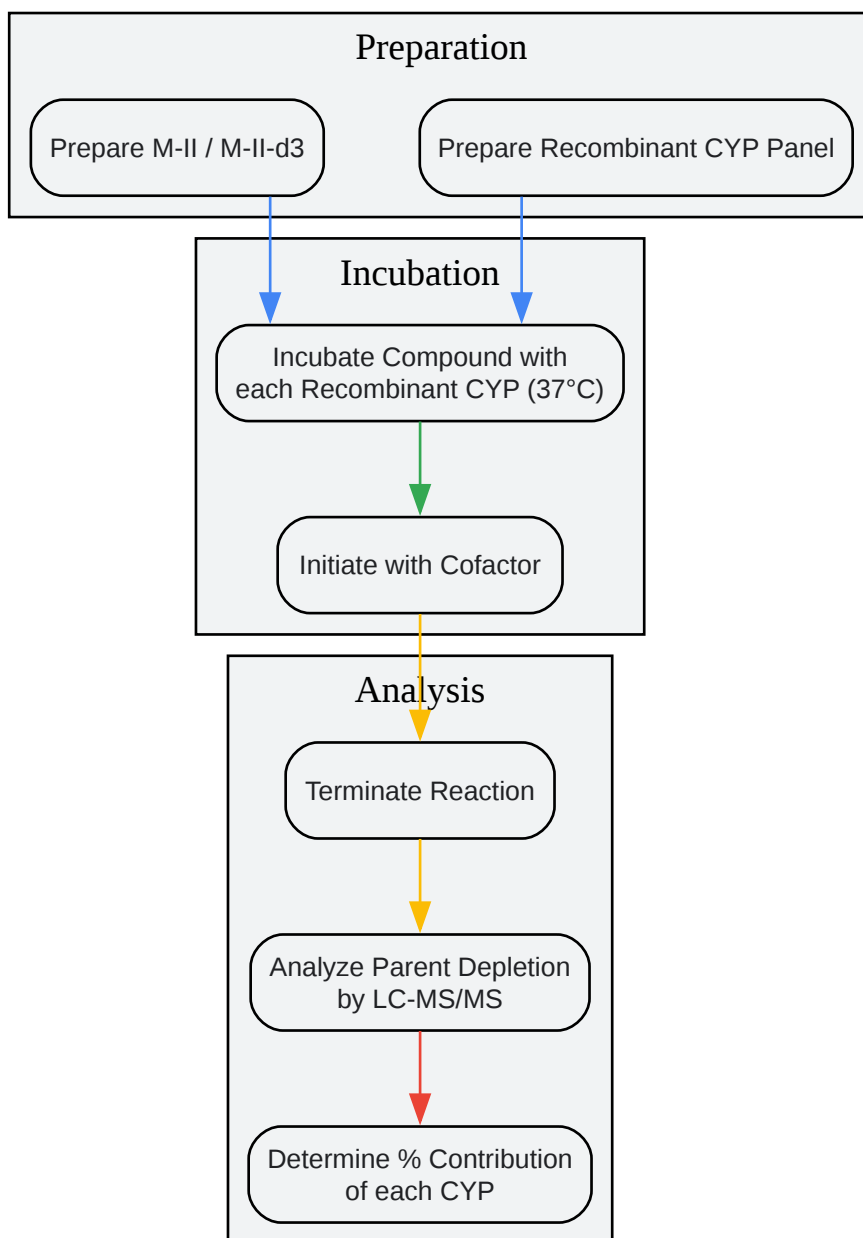 Preparation
Prepare M-II / M-II-d3
Prepare Recombinant CYP Panel
Incubation
Incubate Compound with
each Recombinant CYP (37°C)
Initiate with Cofactor
Analysis
Terminate Reaction
Analyze Parent Depletion
by LC-MS/MS
Determine % Contribution
of each CYP